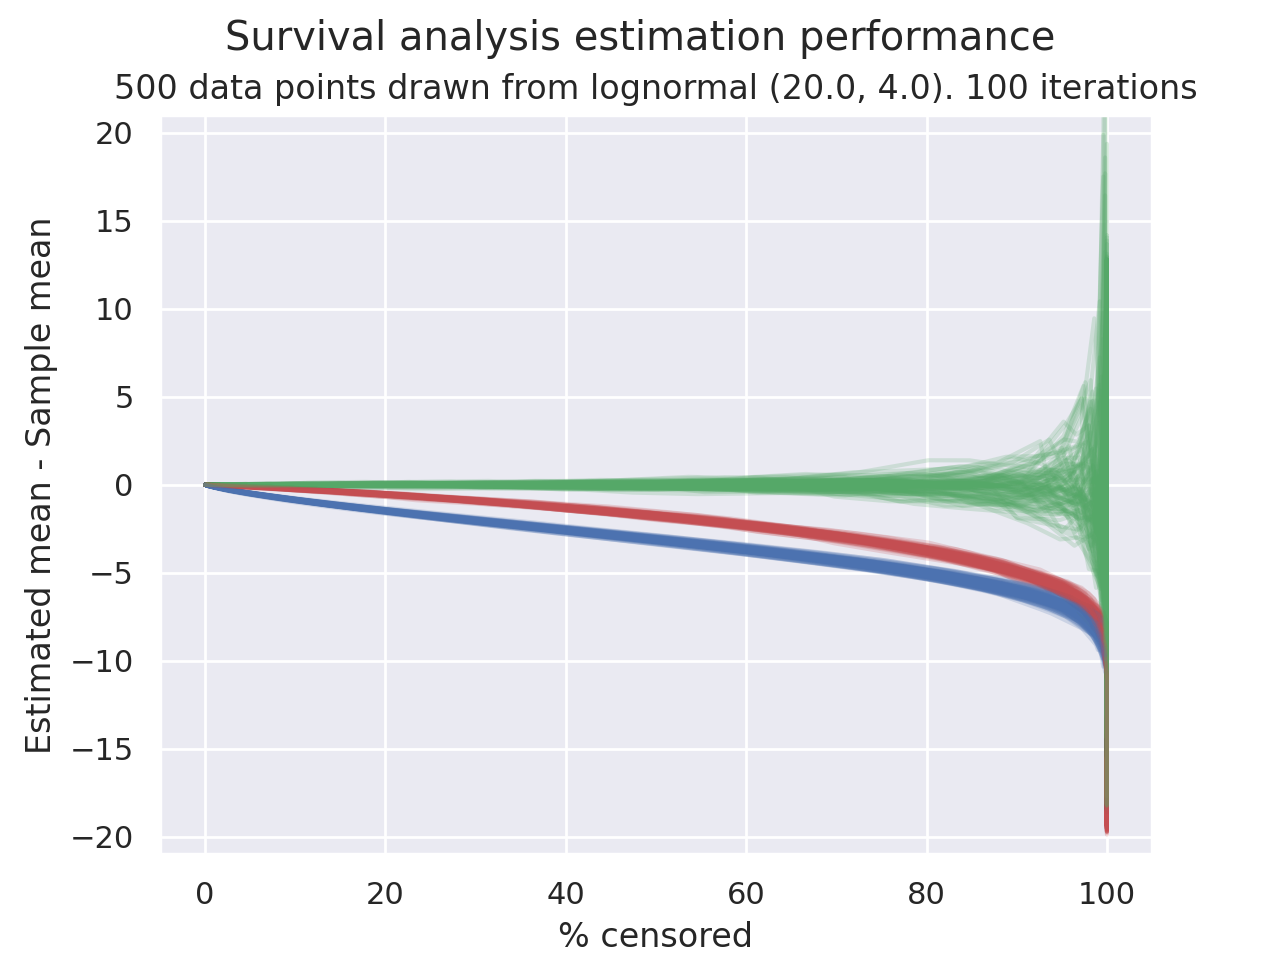 Survival analysis estimation performance
500 data points drawn from lognormal (20.0, 4.0). 100 iterations
Estimated mean - Sample mean
20
15
10
5
0
−5
−10
−15
−20
0 20 40 60 80 100
% censored